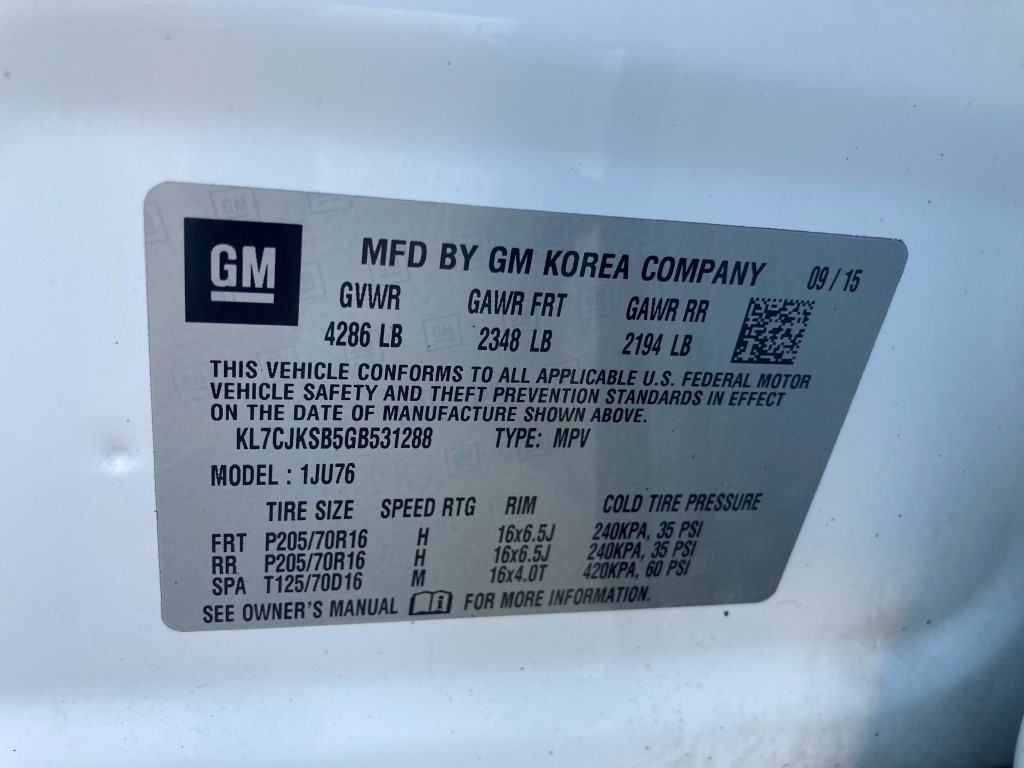 GM
MFD BY GM KOREA COMPANY 09/15
GVWR GAWR FRT GAWR RR
4286 LB 2348 LB 2194 LB
THIS VEHICLE CONFORMS TO ALL APPLICABLE U.S. FEDERAL MOTOR
VEHICLE SAFETY AND THEFT PREVENTION STANDARDS IN EFFECT
ON THE DATE OF MANUFACTURE SHOWN ABOVE.
KL7CJKSB5GB531288 TYPE: MPV
MODEL : 1JU76
TIRE SIZE SPEED RTG RIM COLD TIRE PRESSURE
FRT P205/70R16 H 16x6.5J 240KPA, 35 PSI
RR P205/70R16 H 16x6.5J 240KPA, 35 PSI
SPA T125/70D16 M 16x4.0T 420KPA, 60 PSI
SEE OWNER'S MANUAL i FOR MORE INFORMATION.